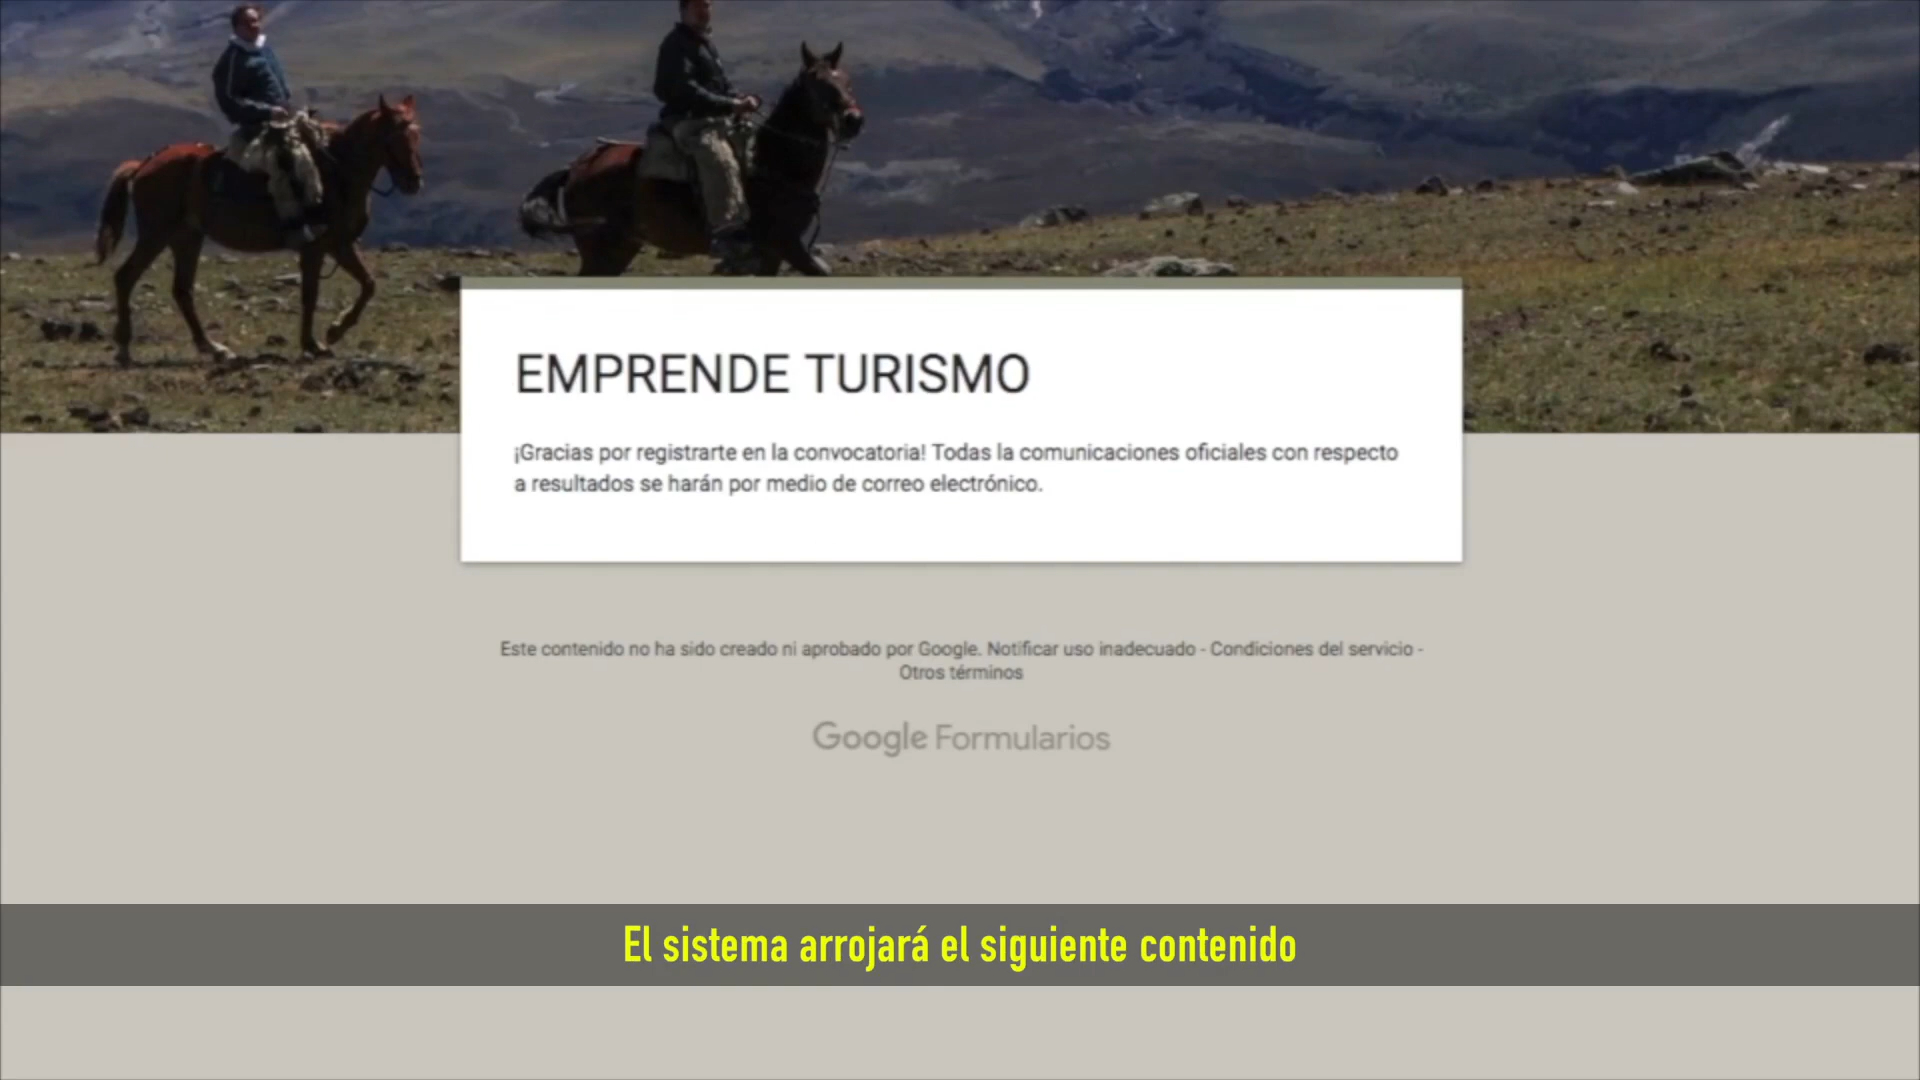 EMPRENDE TURISMO
¡Gracias por registrarte en la convocatoria! Todas la comunicaciones oficiales con respecto
a resultados se harán por medio de correo electrónico.
Este contenido no ha sido creado ni aprobado por Google. Notificar uso inadecuado - Condiciones del servicio -
Otros términos
Google Formularios
El sistema arrojará el siguiente contenido